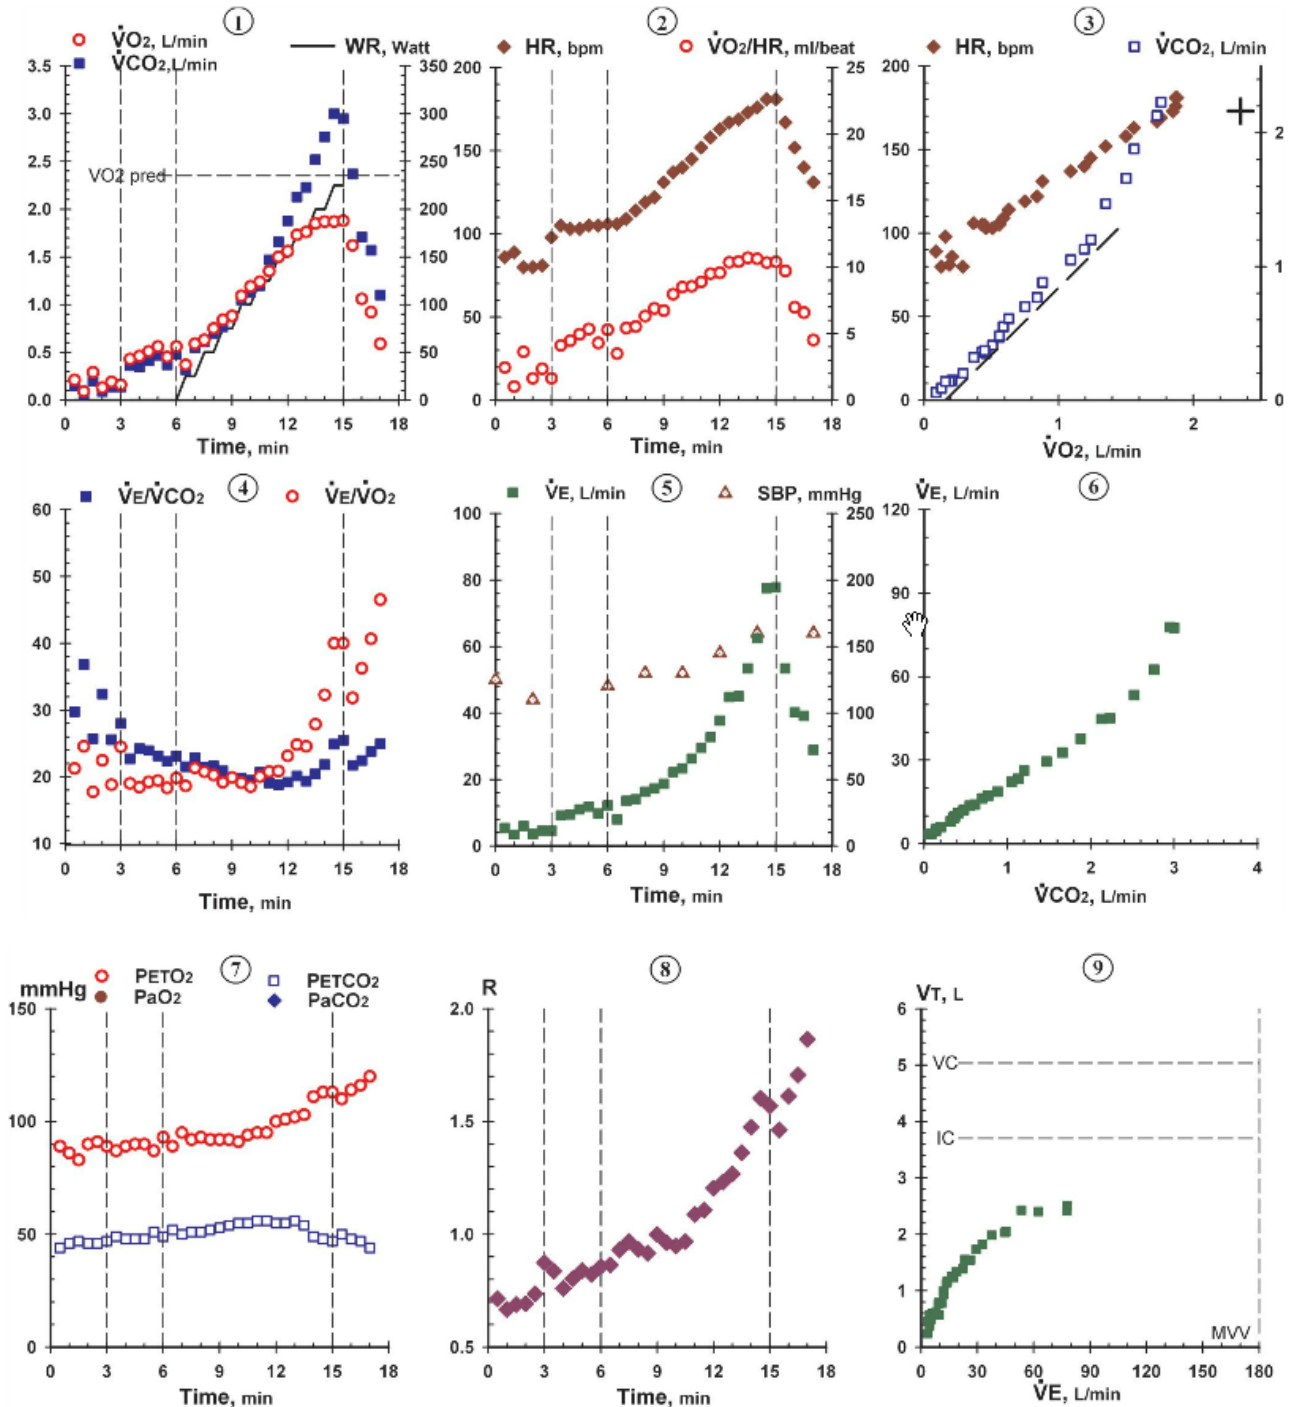 ① 
V̇O₂, L/min
V̇CO₂,L/min
WR, Watt
3.5 350
3.0 300
2.5 250
VO2 pred
2.0 200
1.5 150
1.0 100
0.5 50
0.0 0
0 3 6 9 12 15 18
Time, min
②
HR, bpm
V̇O₂/HR, ml/beat
200 25
150 20
15
100 10
50 5
0 0
0 3 6 9 12 15 18
Time, min
③
HR, bpm
V̇CO₂, L/min
200
150 2
100
50 1
0 0
0 1 2
V̇O₂, L/min
④
V̇E/V̇CO₂
V̇E/V̇O₂
60
50
40
30
20
10
0 3 6 9 12 15 18
Time, min
⑤
V̇E, L/min
SBP, mmHg
100 250
80 200
60 150
40 100
20 50
0 0
0 3 6 9 12 15 18
Time, min
⑥
V̇E, L/min
120
90
60
30
0
0 1 2 3 4
V̇CO₂, L/min
⑦
mmHg
PETO₂
PaO₂
PETCO₂
PaCO₂
150
100
50
0
0 3 6 9 12 15 18
Time, min
⑧
R
2.0
1.5
1.0
0.5
0 3 6 9 12 15 18
Time, min
⑨
VT, L
6
VC
5
4
IC
3
2
1
MVV
0
0 30 60 90 120 150 180
V̇E, L/min